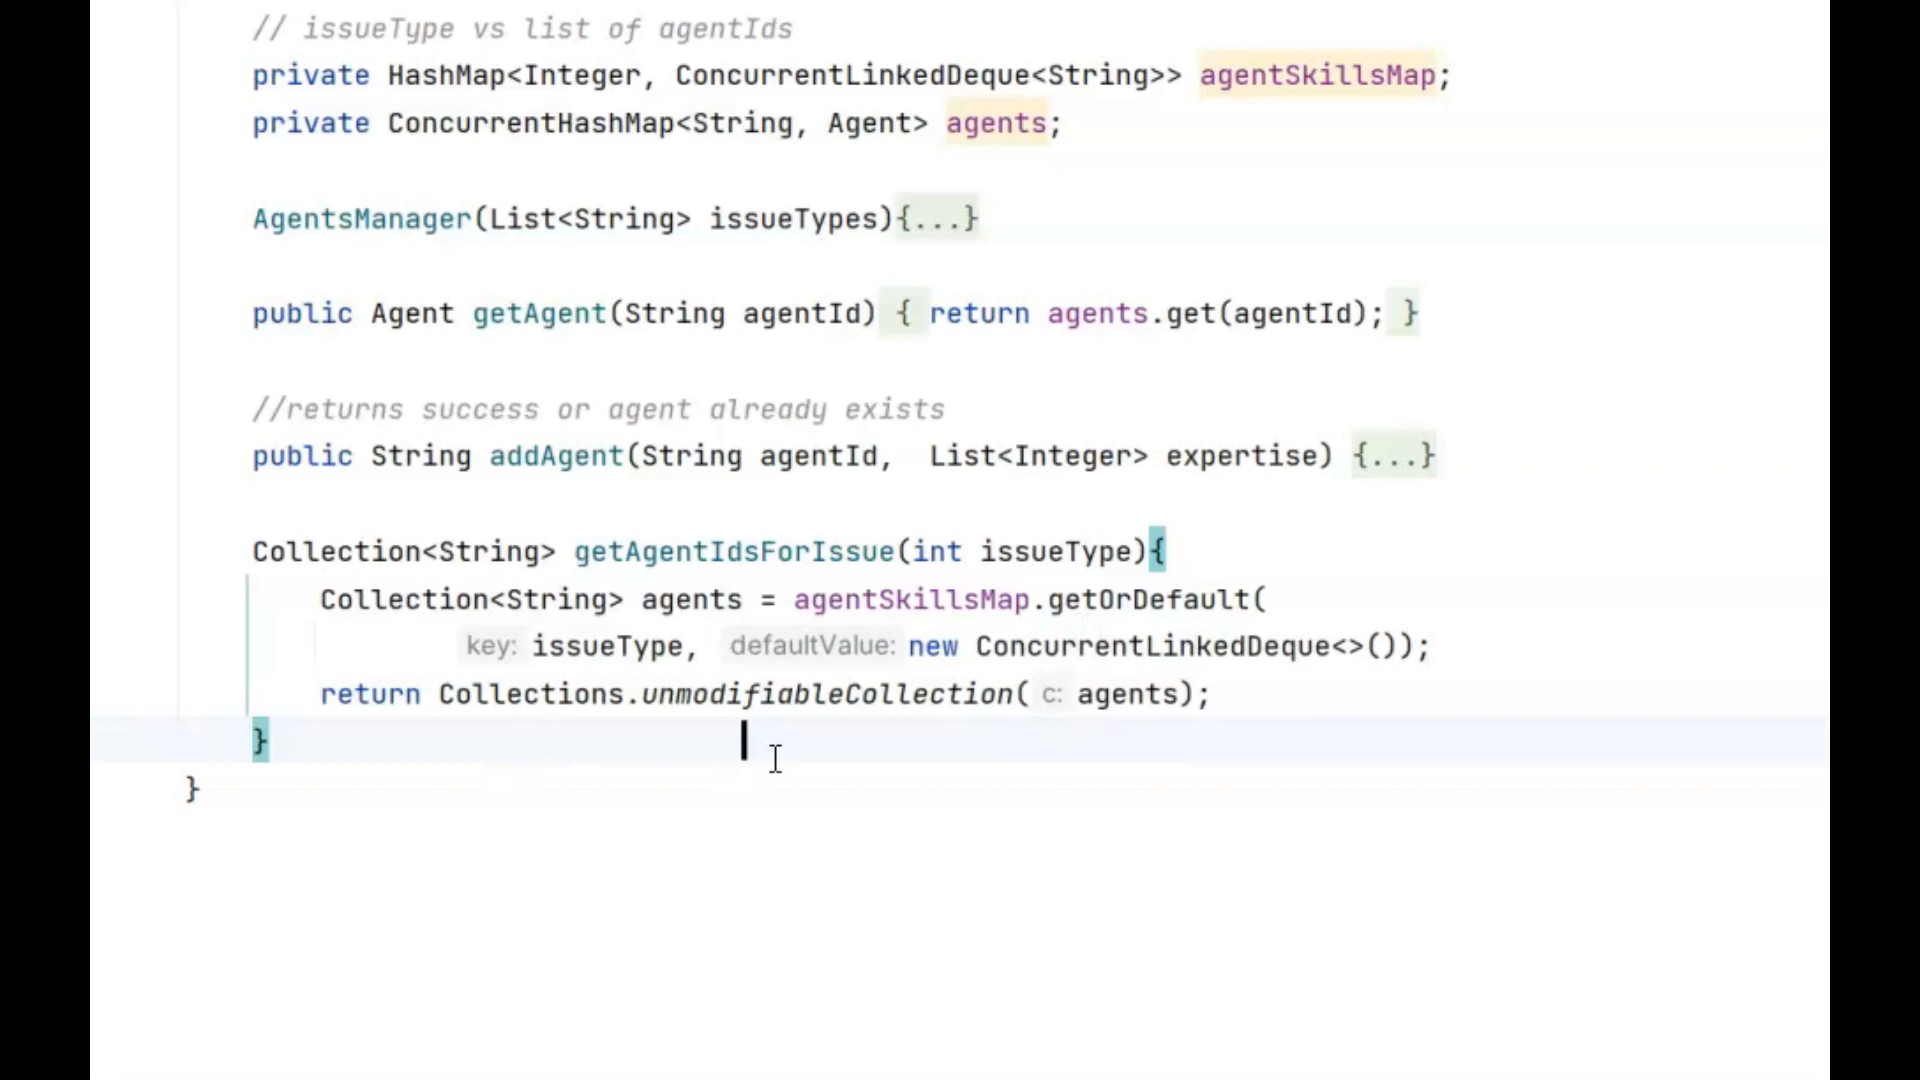 // issueType vs list of agentIds
private HashMap<Integer, ConcurrentLinkedDeque<String>> agentSkillsMap;
private ConcurrentHashMap<String, Agent> agents;
AgentsManager(List<String> issueTypes){...}
public Agent getAgent(String agentId) { return agents.get(agentId); }
//returns success or agent already exists
public String addAgent(String agentId,  List<Integer> expertise) {...}
Collection<String> getAgentIdsForIssue(int issueType){
Collection<String> agents = agentSkillsMap.getOrDefault(
key: issueType, defaultValue: new ConcurrentLinkedDeque<>());
return Collections.unmodifiableCollection( c: agents);
}
}